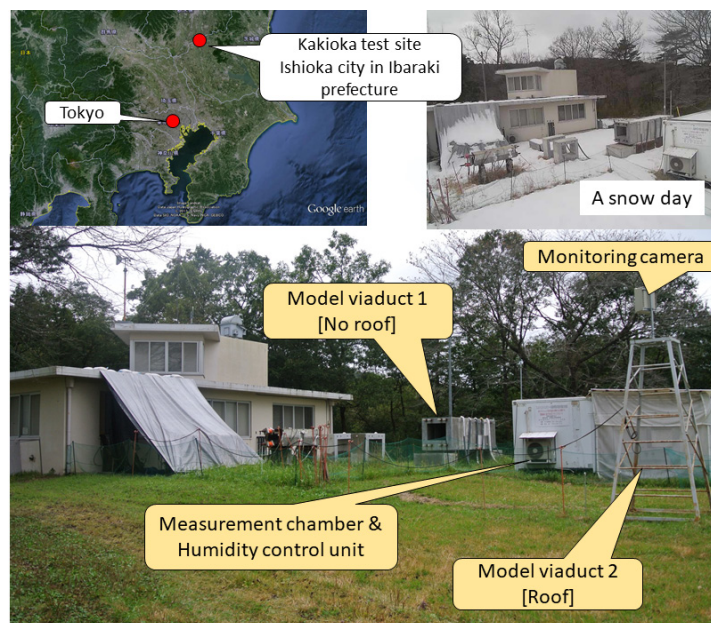 Kakioka test site
Ishioka city in Ibaraki
prefecture
Tokyo
Google earth
A snow day
Monitoring camera
Model viaduct 1
[No roof]
Measurement chamber &
Humidity control unit
Model viaduct 2
[Roof]